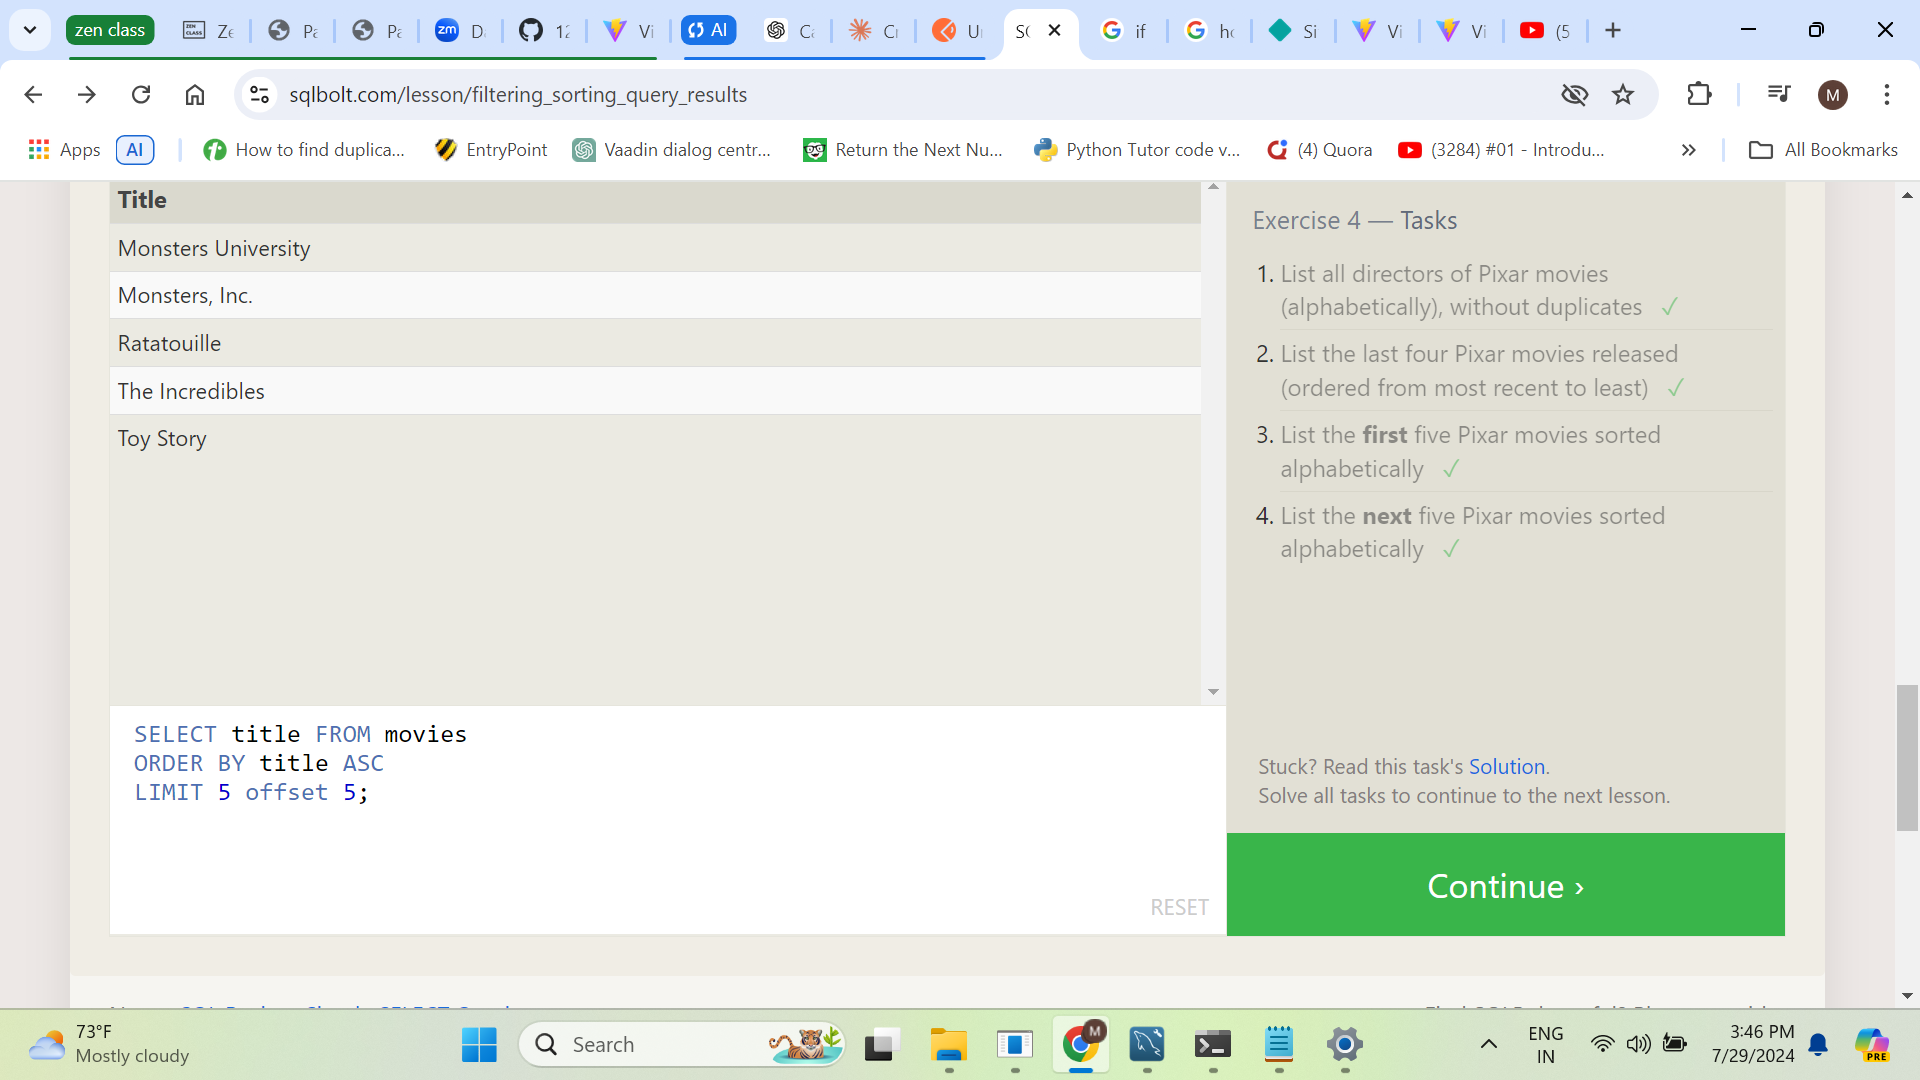 zen class
Ze
Pa
Pa
zm
D
12
Vi
AI
C
Cr
U
if
h
Si
Vi
Vi
(5
sqlbolt.com/lesson/filtering_sorting_query_results
M
Apps
AI
How to find duplica...
EntryPoint
Vaadin dialog centr...
Return the Next Nu...
Python Tutor code v...
(4) Quora
(3284) #01 - Introdu...
All Bookmarks
Title
Monsters University
Monsters, Inc.
Ratatouille
The Incredibles
Toy Story
SELECT title FROM movies
ORDER BY title ASC
LIMIT 5 offset 5;
RESET
Exercise 4 — Tasks
1. List all directors of Pixar movies
(alphabetically), without duplicates ✓
2. List the last four Pixar movies released
(ordered from most recent to least) ✓
3. List the first five Pixar movies sorted
alphabetically ✓
4. List the next five Pixar movies sorted
alphabetically ✓
Stuck? Read this task's Solution.
Solve all tasks to continue to the next lesson.
Continue ›
73°F
Mostly cloudy
Search
M
ENG
IN
3:46 PM
7/29/2024
PRE